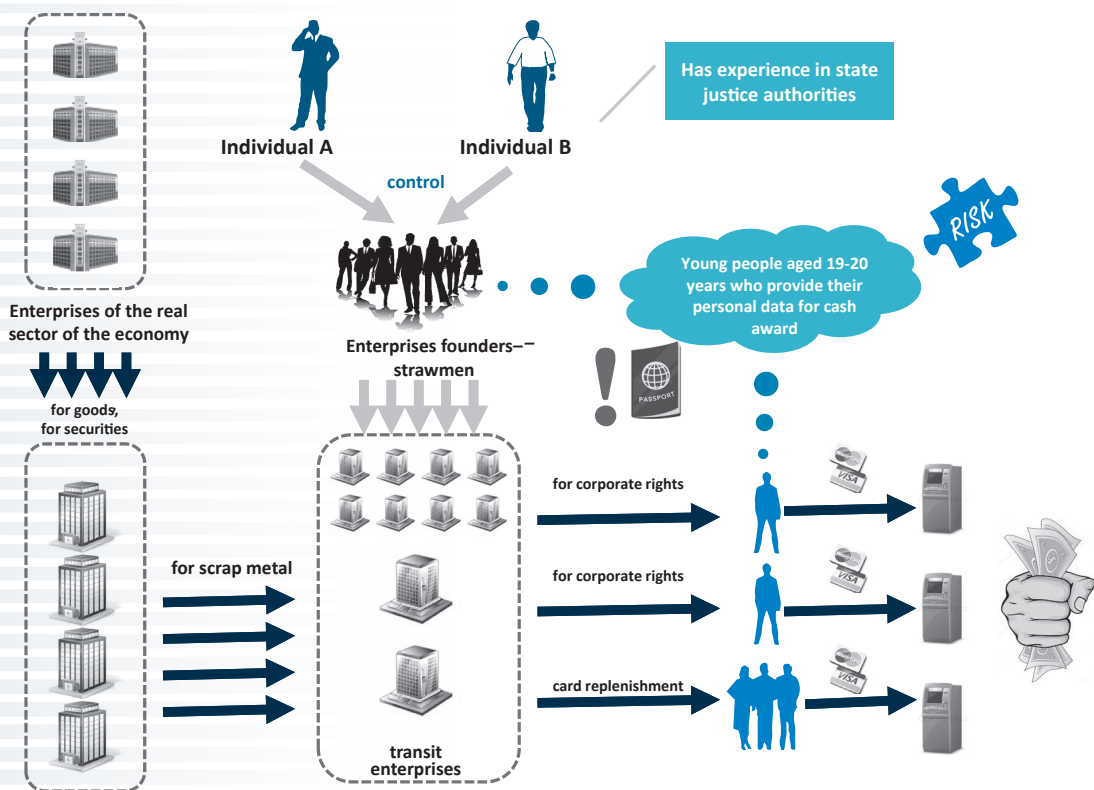 Has experience in state
justice authorities
Individual A
Individual B
control
RISK
Young people aged 19-20
years who provide their
personal data for cash
award
Enterprises of the real
sector of the economy
Enterprises founders––
strawmen
PASSPORT
for goods,
for securities
for corporate rights
VISA
for scrap metal
for corporate rights
VISA
card replenishment
VISA
transit
enterprises